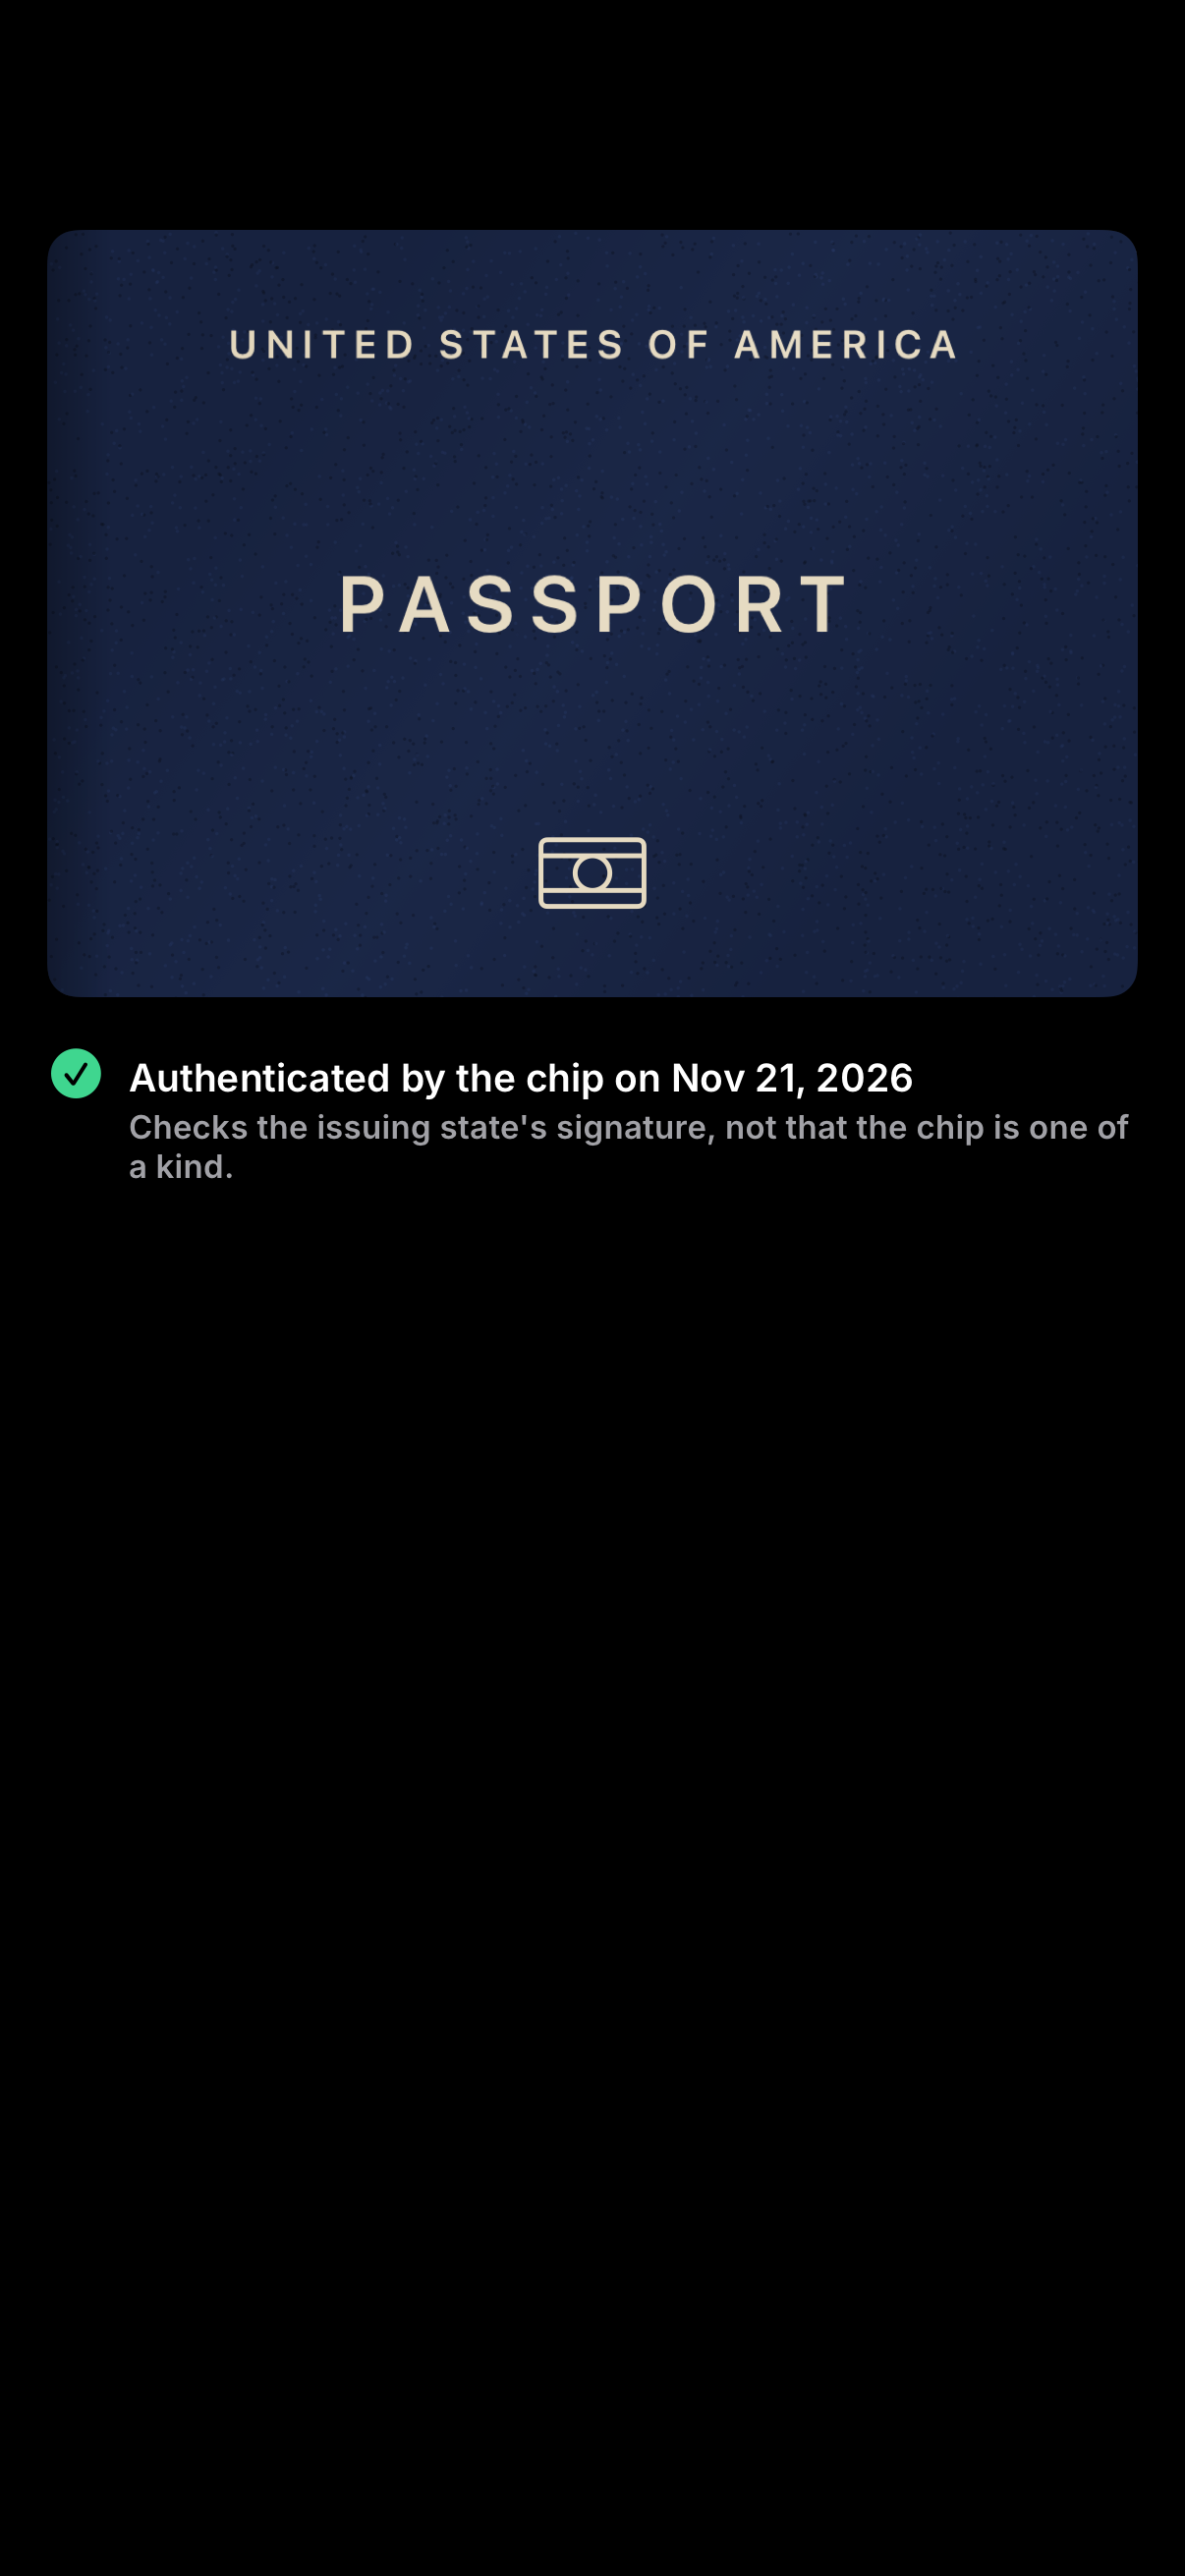 UNITED STATES OF AMERICA
PASSPORT
Authenticated by the chip on Nov 21, 2026
Checks the issuing state's signature, not that the chip is one of
a kind.